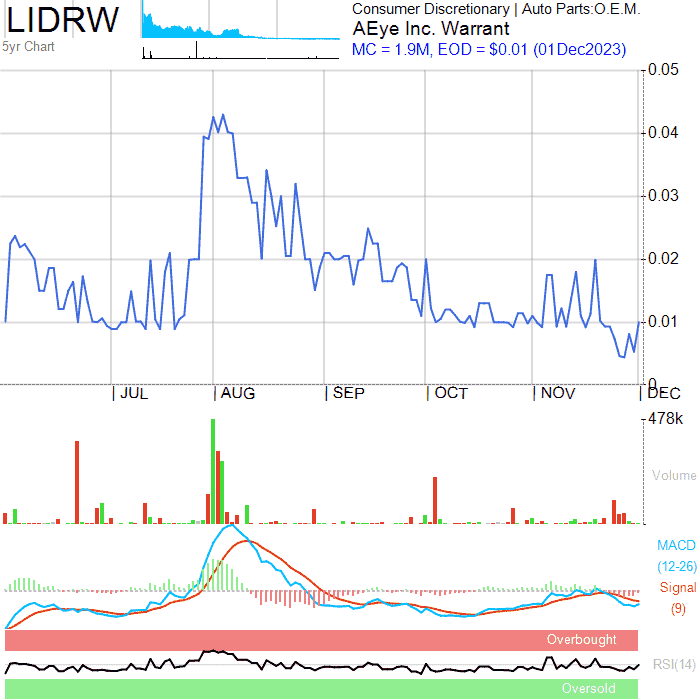 LIDRW
5yr Chart
Consumer Discretionary | Auto Parts:O.E.M.
AEye Inc. Warrant
MC = 1.9M, EOD = $0.01 (01Dec2023)
0.05
0.04
0.03
0.02
0.01
0
JUL AUG SEP OCT NOV DEC
478k
Volume
MACD
(12-26)
Signal
(9)
Overbought
RSI(14)
Oversold